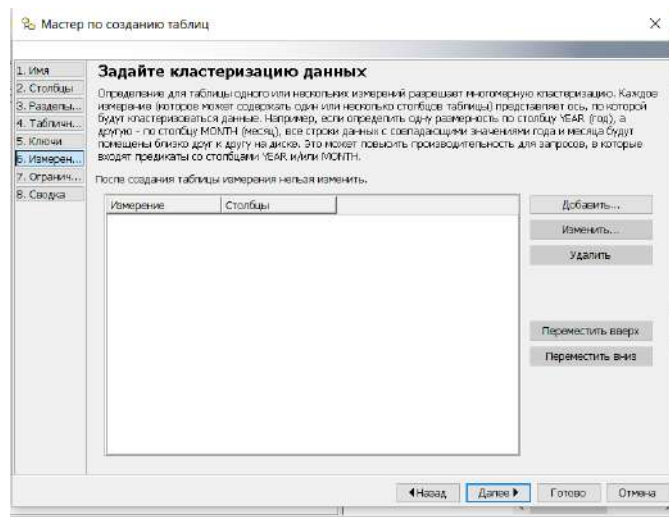 Мастер по созданию таблиц
1. Имя
2. Столбцы
3. Разделы...
4. Табличн...
5. Ключи
6. Измерен...
7. Огранич...
8. Сводка
Задайте кластеризацию данных
Определение для таблицы одного или нескольких измерений разрешает многомерную кластеризацию. Каждое
измерение (которое может содержать один или несколько столбцов таблицы) представляет ось, по которой
будут кластеризоваться данные. Например, если определить одну размерность по столбцу YEAR (год), а
другую - по столбцу MONTH (месяц), все строки данных с совпадающими значениями года и месяца будут
помещены близко друг к другу на диске. Это может повысить производительность для запросов, в которые
входят предикаты со столбцами YEAR и/или MONTH.
После создания таблицы измерения нельзя изменить.
Измерение Столбцы
Добавить...
Изменить...
Удалить
Переместить вверх
Переместить вниз
Назад Далее Готово Отмена